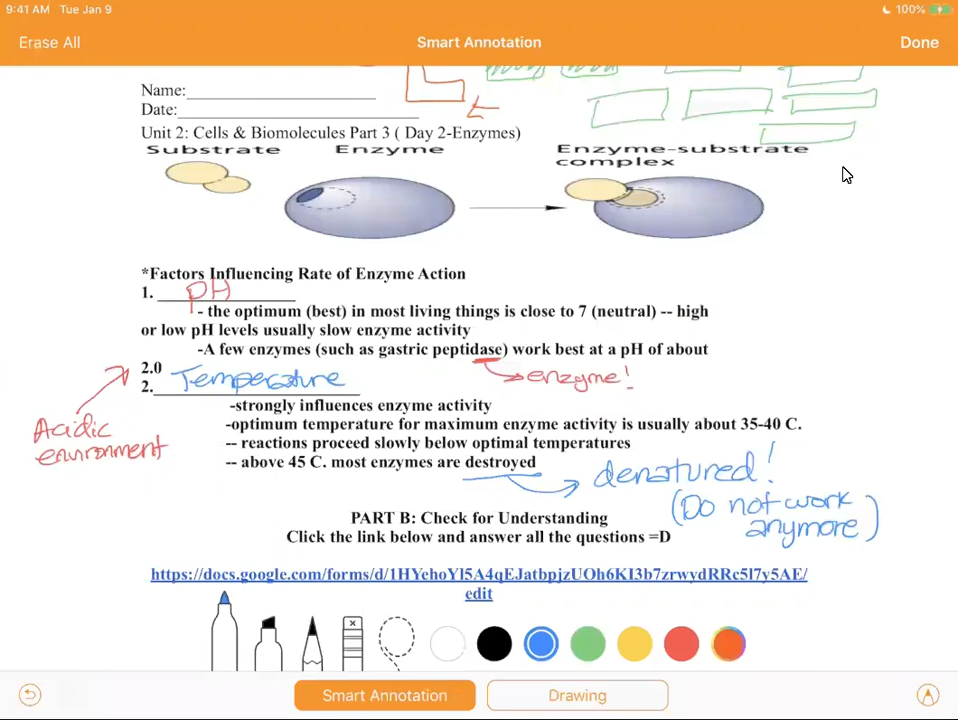 9:41 AM Tue Jan 9
100%
Erase All
Smart Annotation
Done
Name:
Date:
Unit 2: Cells & Biomolecules Part 3 ( Day 2-Enzymes)
Substrate Enzyme Enzyme-substrate
complex
*Factors Influencing Rate of Enzyme Action
1. pH
- the optimum (best) in most living things is close to 7 (neutral) -- high
or low pH levels usually slow enzyme activity
-A few enzymes (such as gastric peptidase) work best at a pH of about
2.0
enzyme!
2. Temperature
-strongly influences enzyme activity
Acidic
environment
-optimum temperature for maximum enzyme activity is usually about 35-40 C.
-- reactions proceed slowly below optimal temperatures
-- above 45 C. most enzymes are destroyed
denatured!
(Do not work
anymore)
PART B: Check for Understanding
Click the link below and answer all the questions =D
https://docs.google.com/forms/d/1HYehoYl5A4qEJatbpjzUOh6KI3b7zrwydRRc5l7y5AE/
edit
Smart Annotation
Drawing